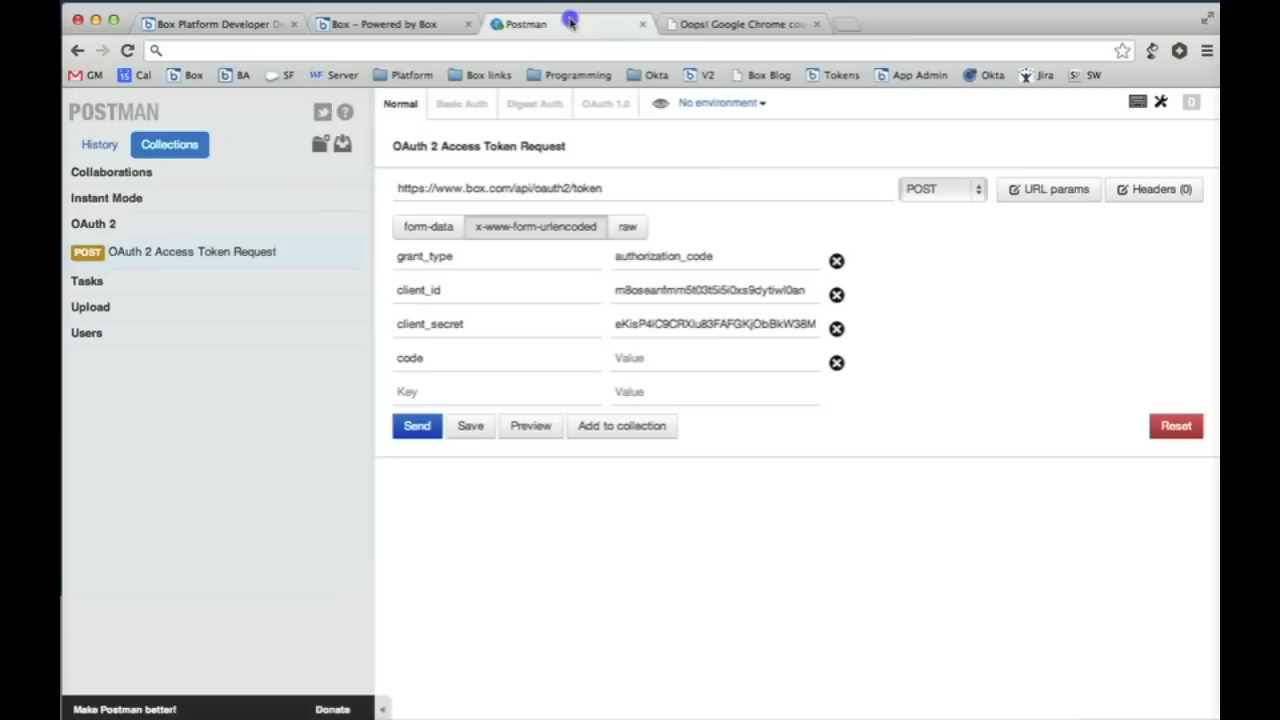 Box Platform Developer D
Box – Powered by Box
Postman
Oops! Google Chrome cou
GM
Cal
Box
BA
SF
WF Server
Platform
Box links
Programming
Okta
V2
Box Blog
Tokens
App Admin
Okta
Jira
SW
POSTMAN
History
Collections
Collaborations
Instant Mode
OAuth 2
POST OAuth 2 Access Token Request
Tasks
Upload
Users
Make Postman better!
Donate
Normal
Basic Auth
Digest Auth
OAuth 1.0
No environment
0
OAuth 2 Access Token Request
https://www.box.com/api/oauth2/token
POST
URL params
Headers (0)
form-data
x-www-form-urlencoded
raw
grant_type
authorization_code
client_id
client_secret
code
Value
Key
Value
Send
Save
Preview
Add to collection
Reset